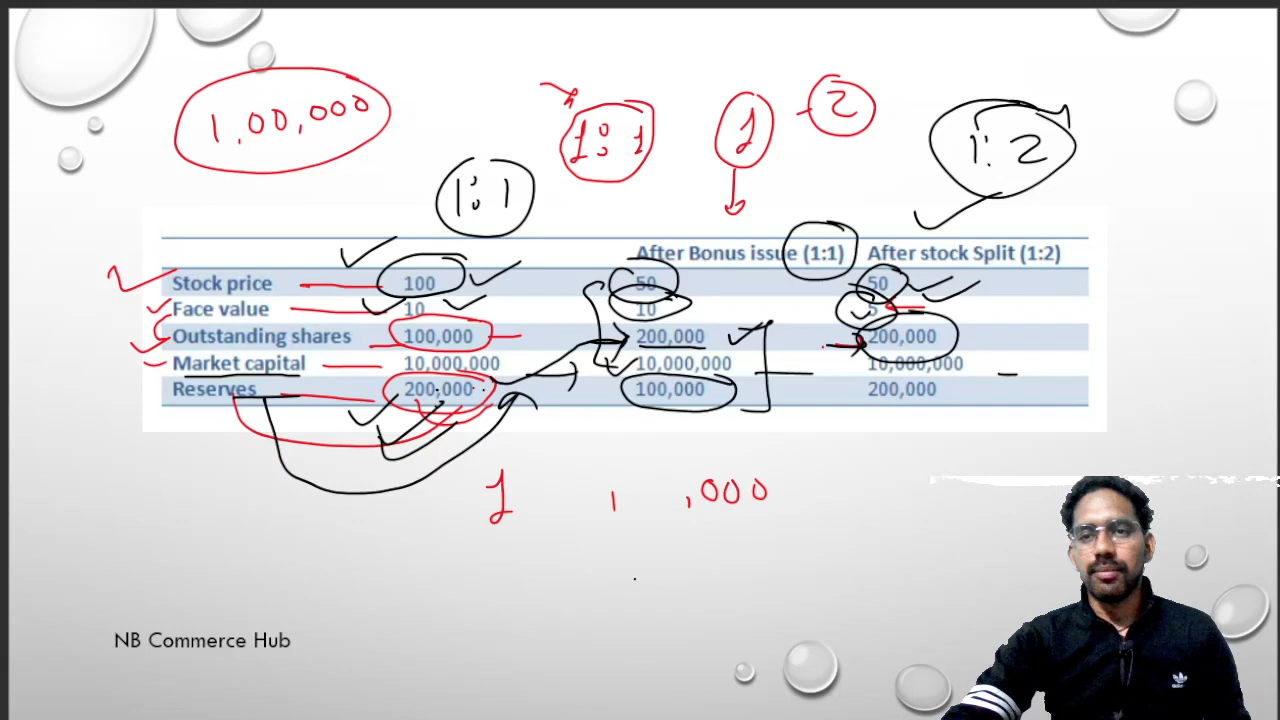 1,00,000
1:1
1
2
1:2
1:1
After Bonus issue (1:1) After stock Split (1:2)
Stock price 100 50 50
Face value 10 10 5
Outstanding shares 100,000 200,000 200,000
Market capital 10,000,000 10,000,000 10,000,000
Reserves 200,000 100,000 200,000
1 , ,000
NB Commerce Hub